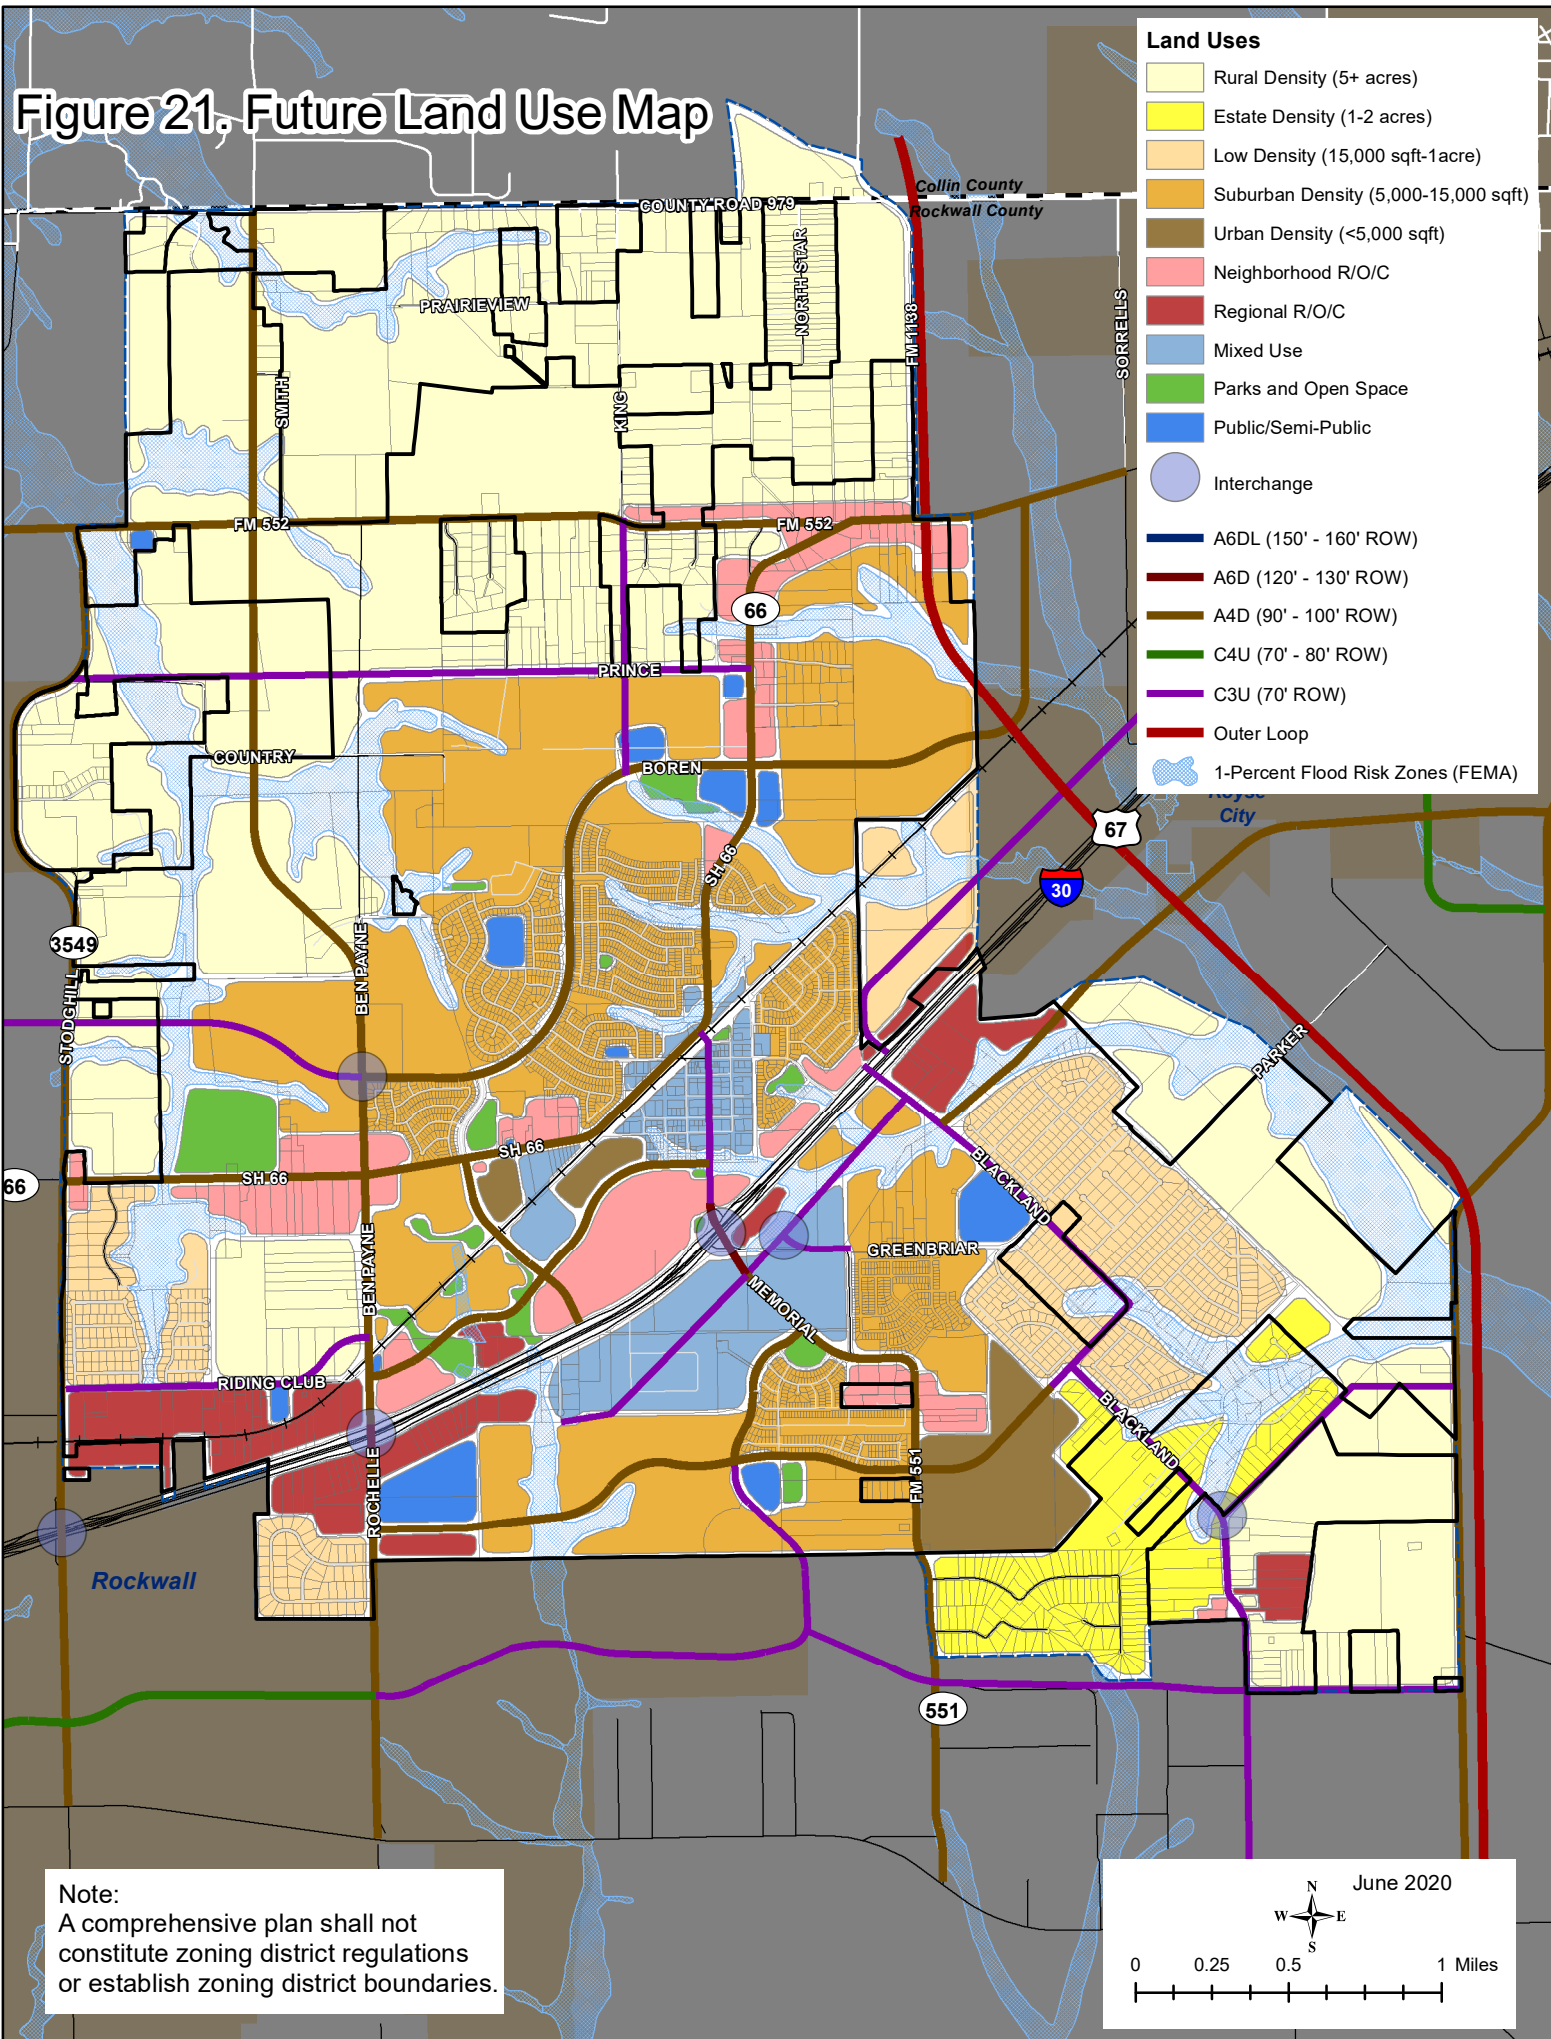 Figure 21. Future Land Use Map
Land Uses
Rural Density (5+ acres)
Estate Density (1-2 acres)
Low Density (15,000 sqft-1acre)
Suburban Density (5,000-15,000 sqft)
Urban Density (<5,000 sqft)
Neighborhood R/O/C
Regional R/O/C
Mixed Use
Parks and Open Space
Public/Semi-Public
Interchange
A6DL (150' - 160' ROW)
A6D (120' - 130' ROW)
A4D (90' - 100' ROW)
C4U (70' - 80' ROW)
C3U (70' ROW)
Outer Loop
1-Percent Flood Risk Zones (FEMA)
Collin County
Rockwall County
COUNTY ROAD 979
NORTH STAR
PRAIRIEVIEW
FM 1138
SORRELLS
SMITH
KING
FM 552
FM 552
66
PRINCE
COUNTRY
BOREN
Royse
City
67
SH 66
30
3549
BEN PAYNE
STODGHILL
PARKER
SH 66
BLACKLAND
SH 66
66
BEN PAYNE
GREENBRIAR
MEMORIAL
RIDING CLUB
BLACKLAND
ROCHELLE
FM 551
Rockwall
551
Note:
A comprehensive plan shall not
constitute zoning district regulations
or establish zoning district boundaries.
June 2020
N
W E
S
0 0.25 0.5 1 Miles